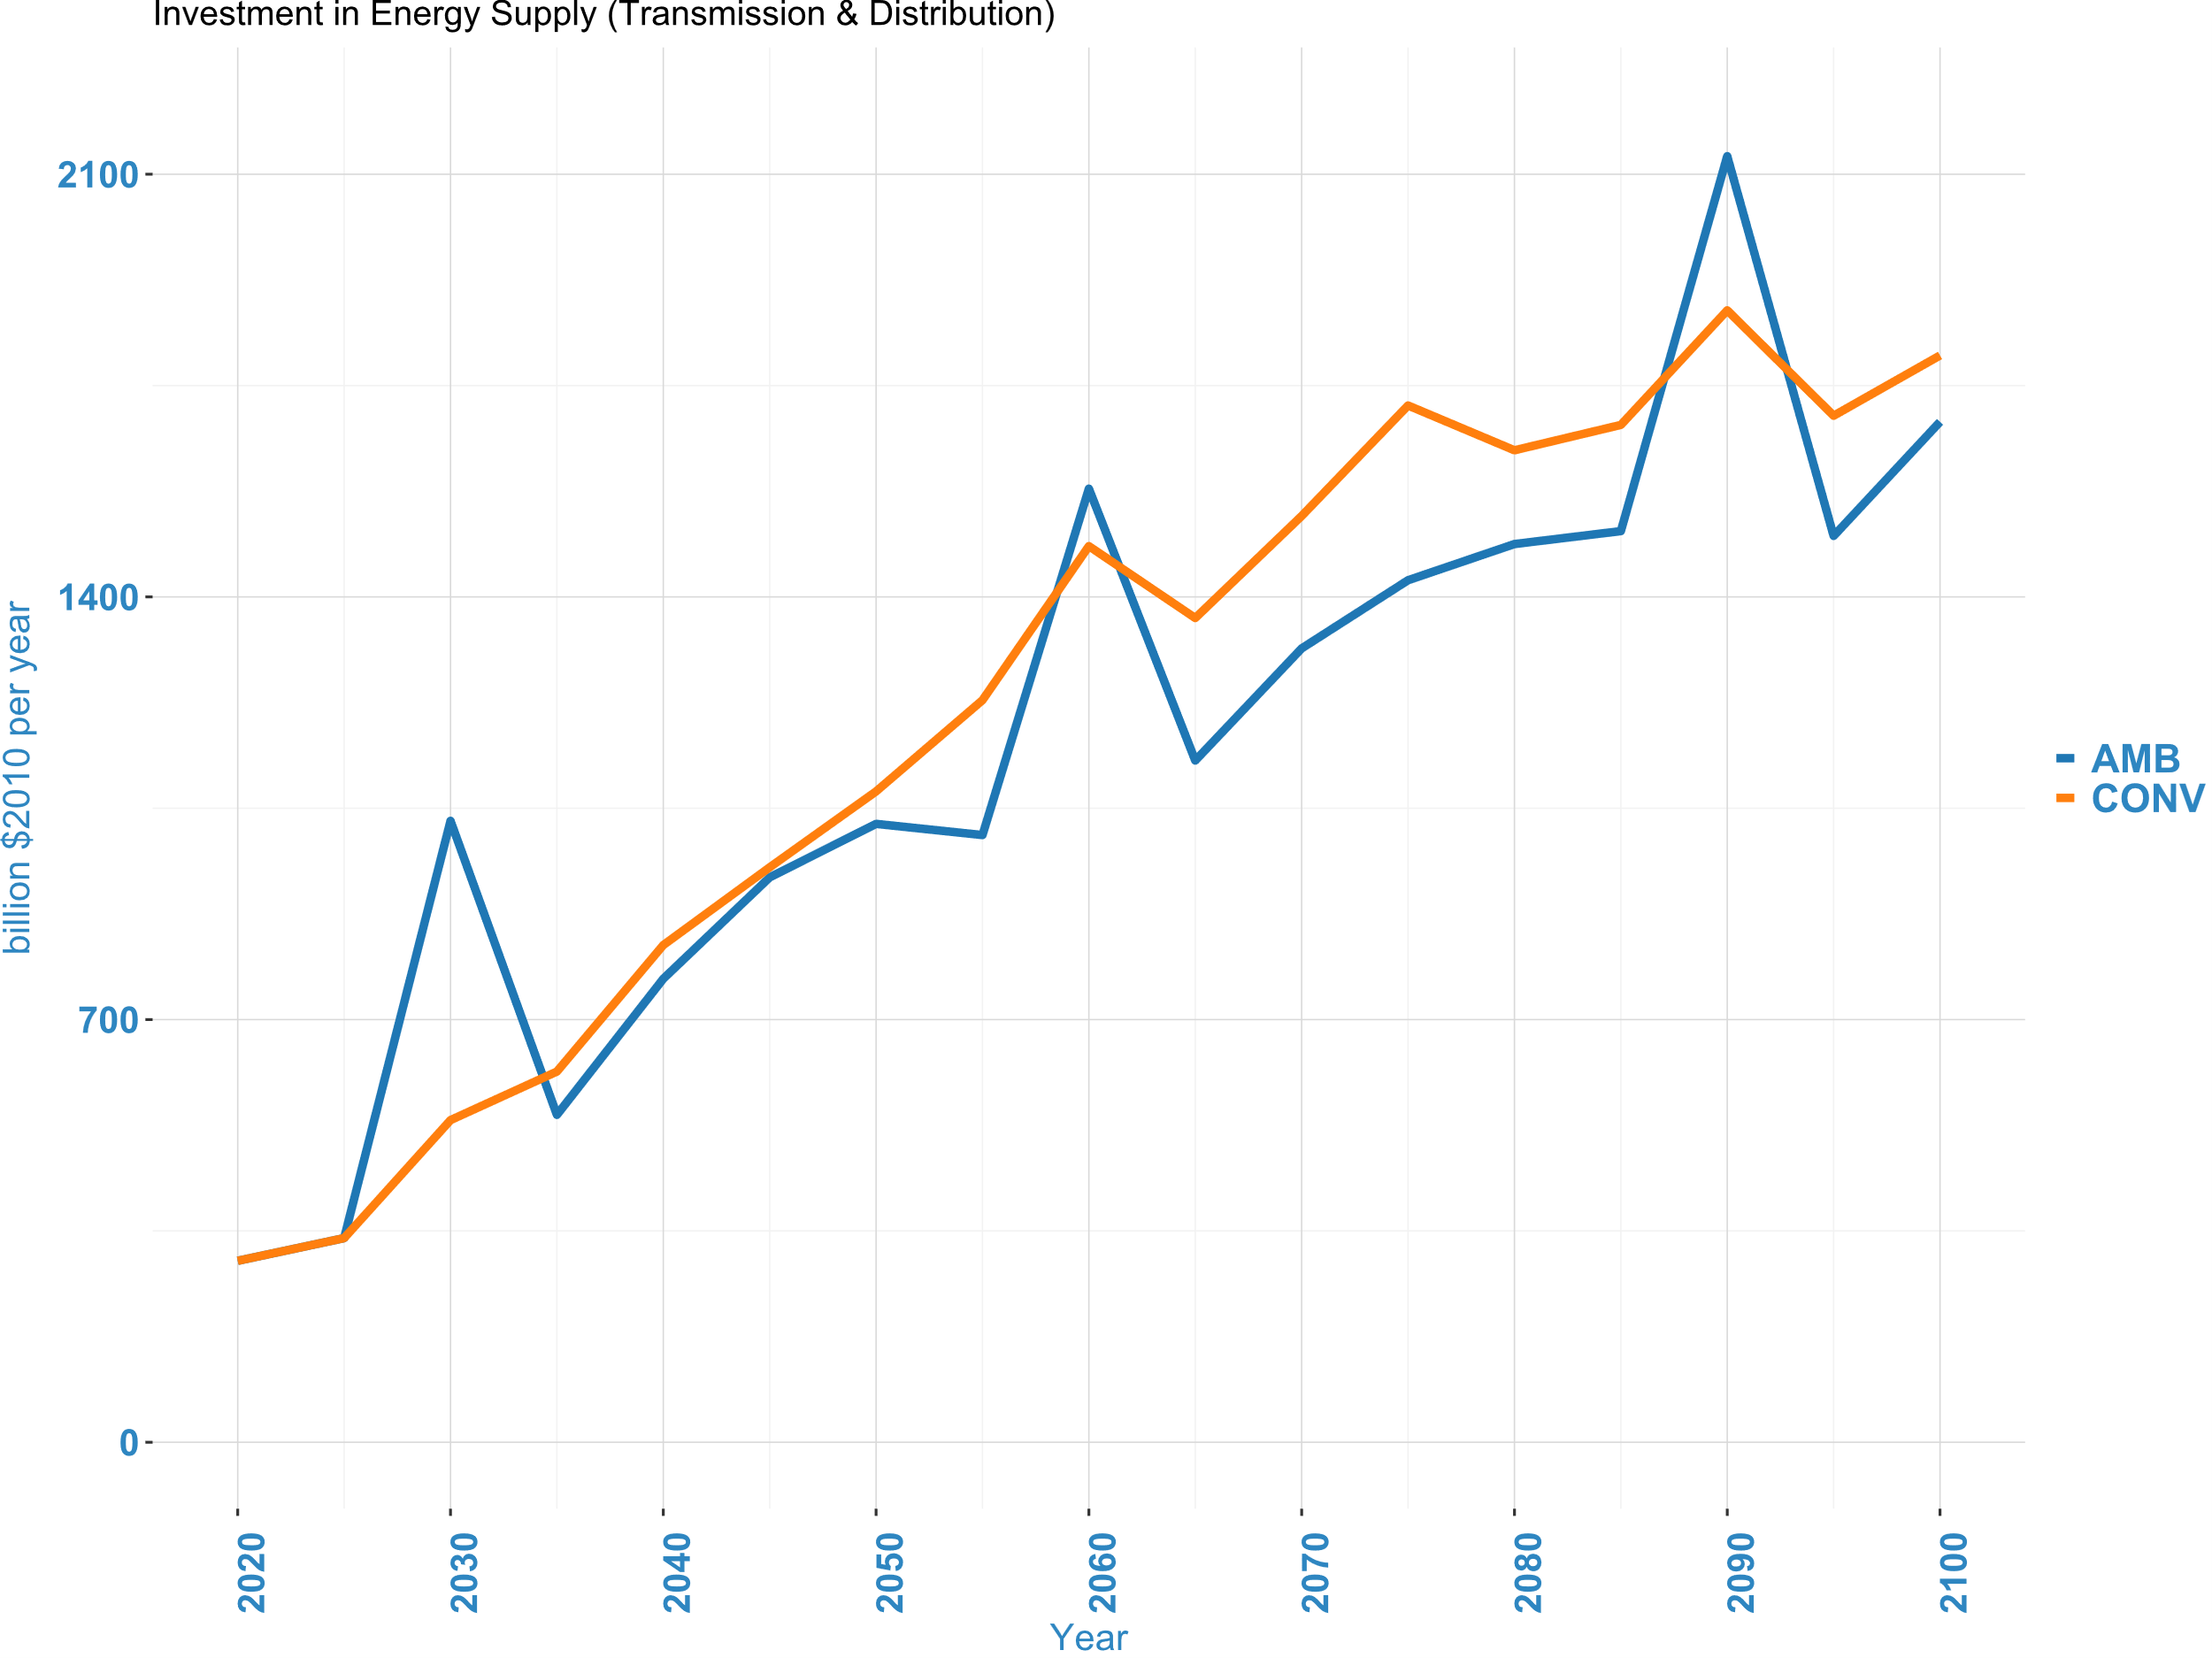 Investment in Energy Supply (Transmission & Distribution)
billion $2010 per year
2100
1400
700
0
2020
2030
2040
2050
2060
2070
2080
2090
2100
Year
AMB
CONV